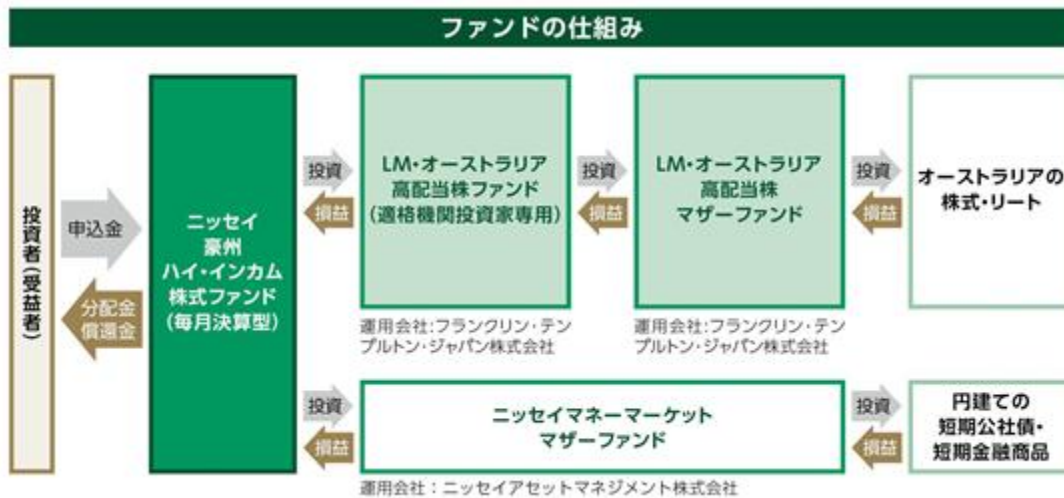 ファンドの仕組み
投資者(受益者)
申込金
分配金
償還金
ニッセイ
豪州
ハイ・インカム
株式ファンド
(毎月決算型)
投資
損益
LM・オーストラリア
高配当株ファンド
(適格機関投資家専用)
運用会社:フランクリン・テン
プルトン・ジャパン株式会社
投資
損益
LM・オーストラリア
高配当株
マザーファンド
運用会社:フランクリン・テン
プルトン・ジャパン株式会社
投資
損益
オーストラリアの
株式・リート
投資
損益
ニッセイマネーマーケット
マザーファンド
運用会社：ニッセイアセットマネジメント株式会社
投資
損益
円建ての
短期公社債・
短期金融商品